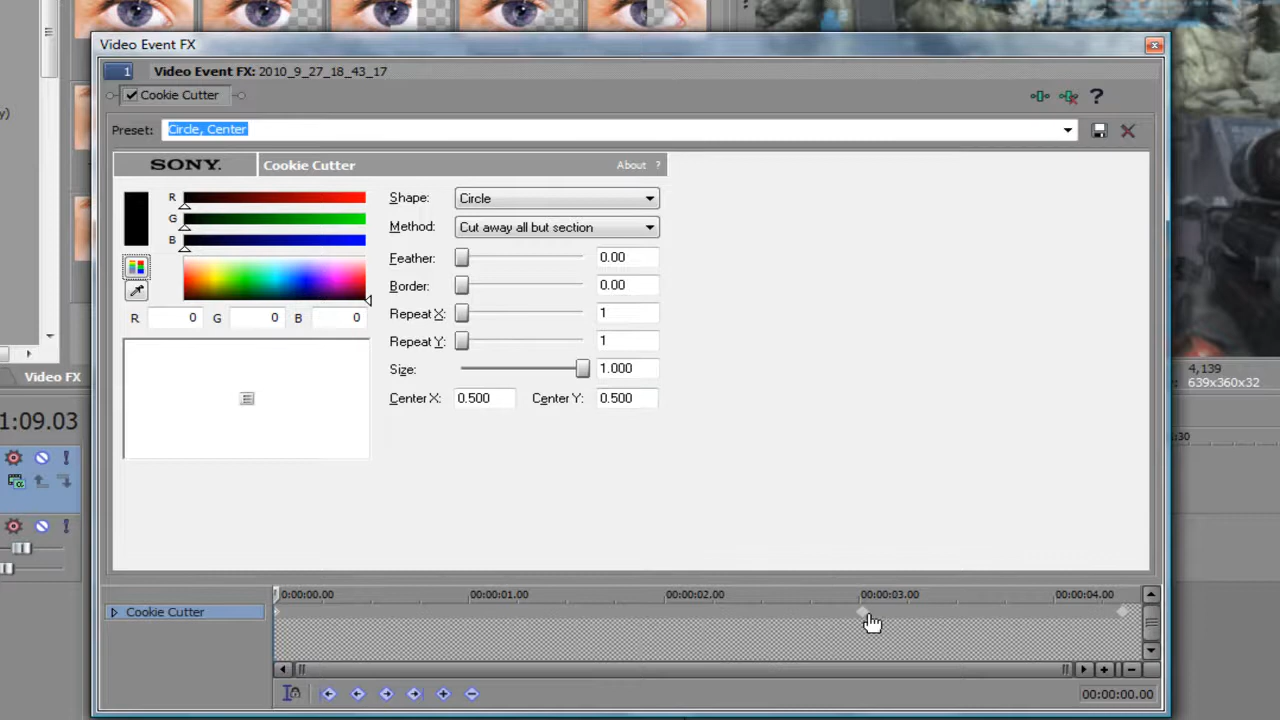 Video Event FX
1 Video Event FX: 2010_9_27_18_43_17
Cookie Cutter
?
Preset: Circle, Center
SONY. Cookie Cutter About ?
R
G
B
R 0 G 0 B 0
Shape: Circle
Method: Cut away all but section
Feather: 0.00
Border: 0.00
Repeat X: 1
Repeat Y: 1
Size: 1.000
Center X: 0.500 Center Y: 0.500
y)
Video FX
1:09.03
4,139
639x360x32
:30
0:00:00.00 00:00:01.00 00:00:02.00 00:00:03.00 00:00:04.00
Cookie Cutter
00:00:00.00